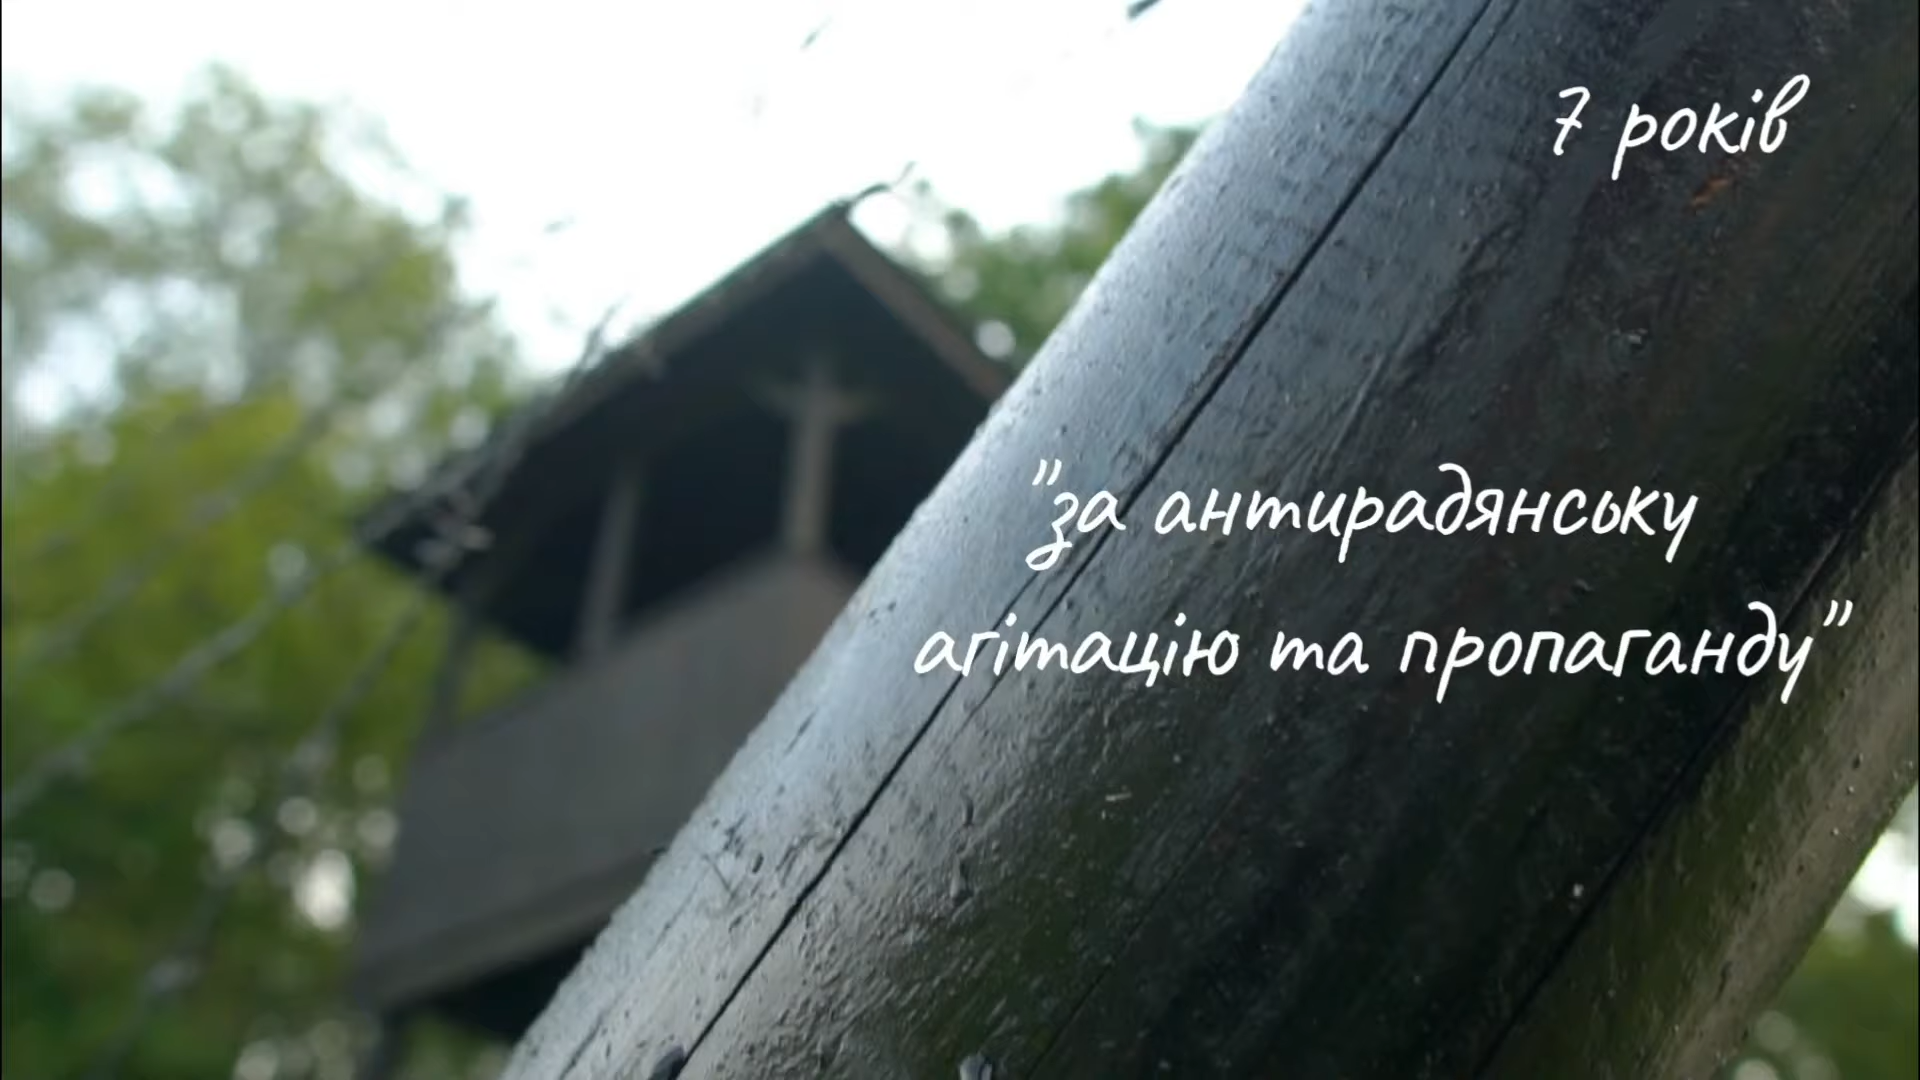 7 років
"за антирадянську
агітацію та пропаганду"